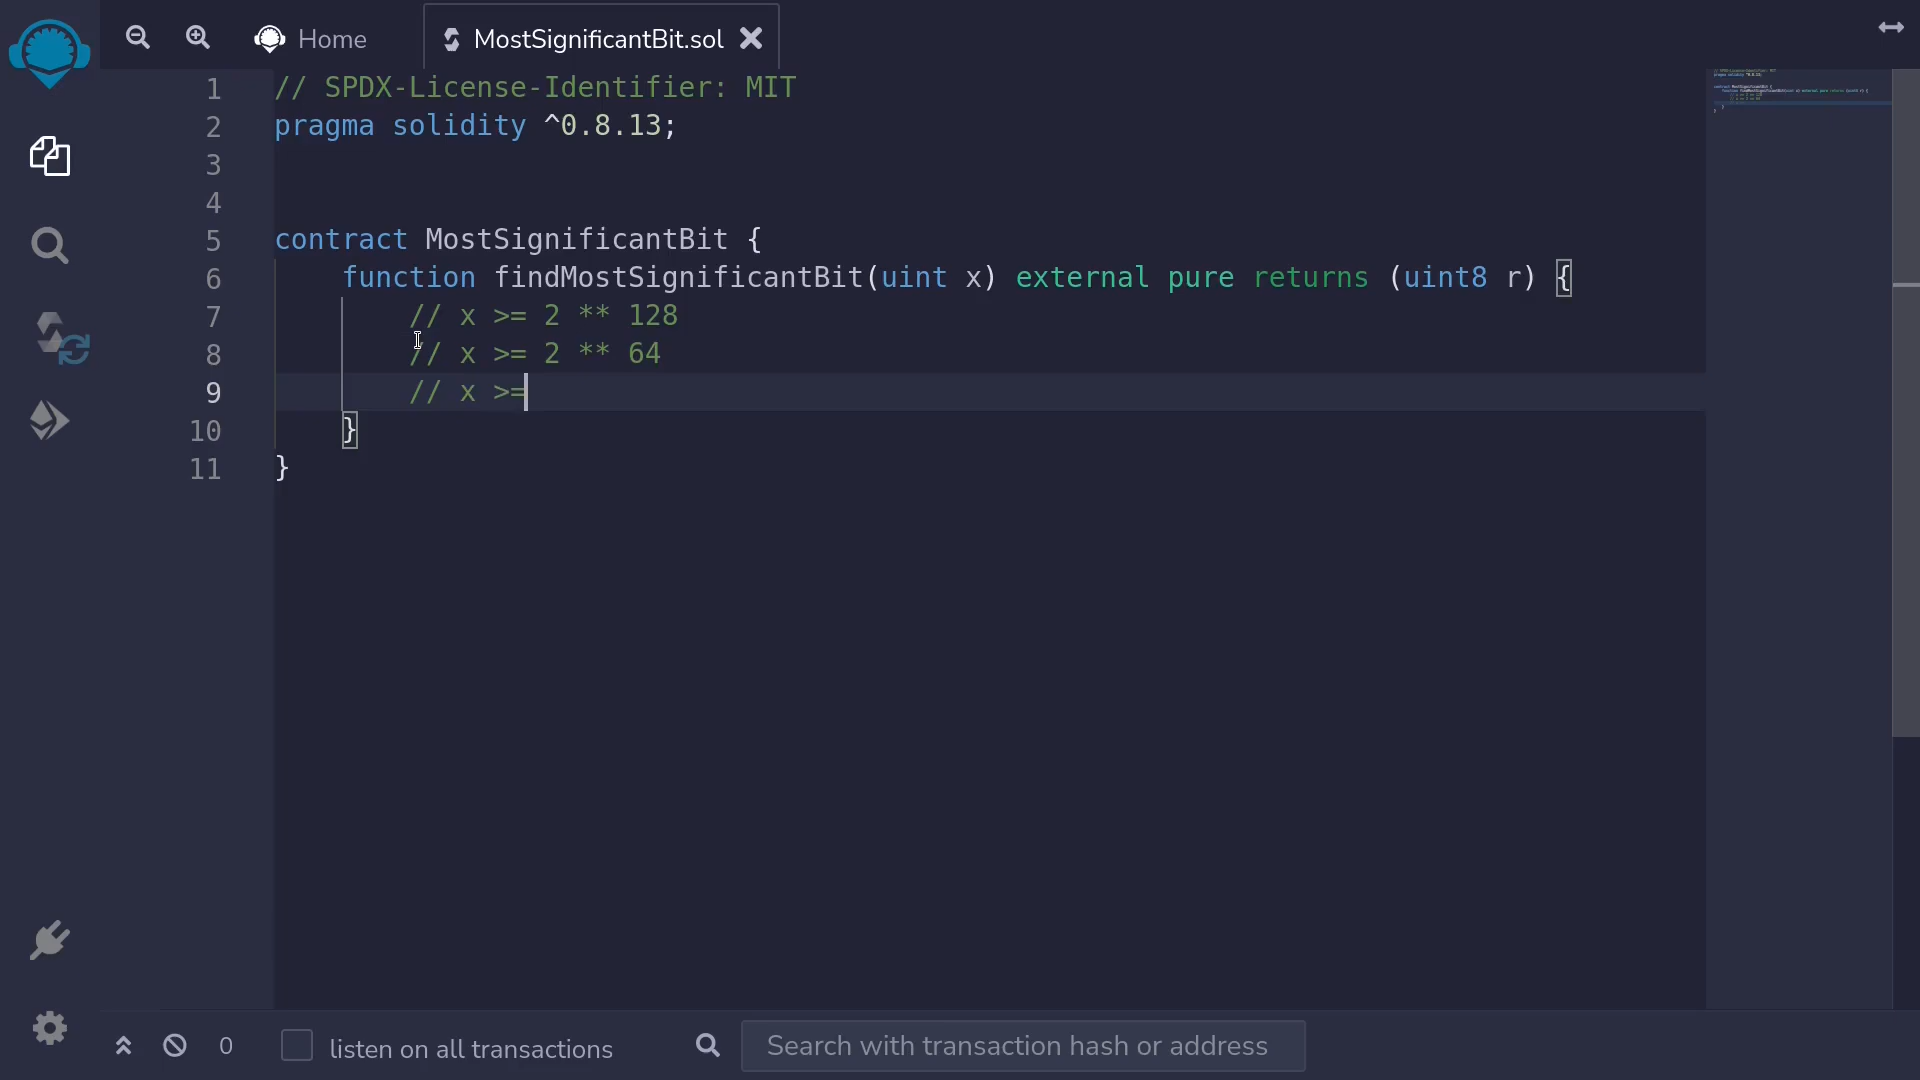 Home
MostSignificantBit.sol
1 // SPDX-License-Identifier: MIT
2 pragma solidity ^0.8.13;
3
4
5 contract MostSignificantBit {
6 function findMostSignificantBit(uint x) external pure returns (uint8 r) {
7 // x >= 2 ** 128
8 // x >= 2 ** 64
9 // x >=
10 }
11 }
0 listen on all transactions Search with transaction hash or address